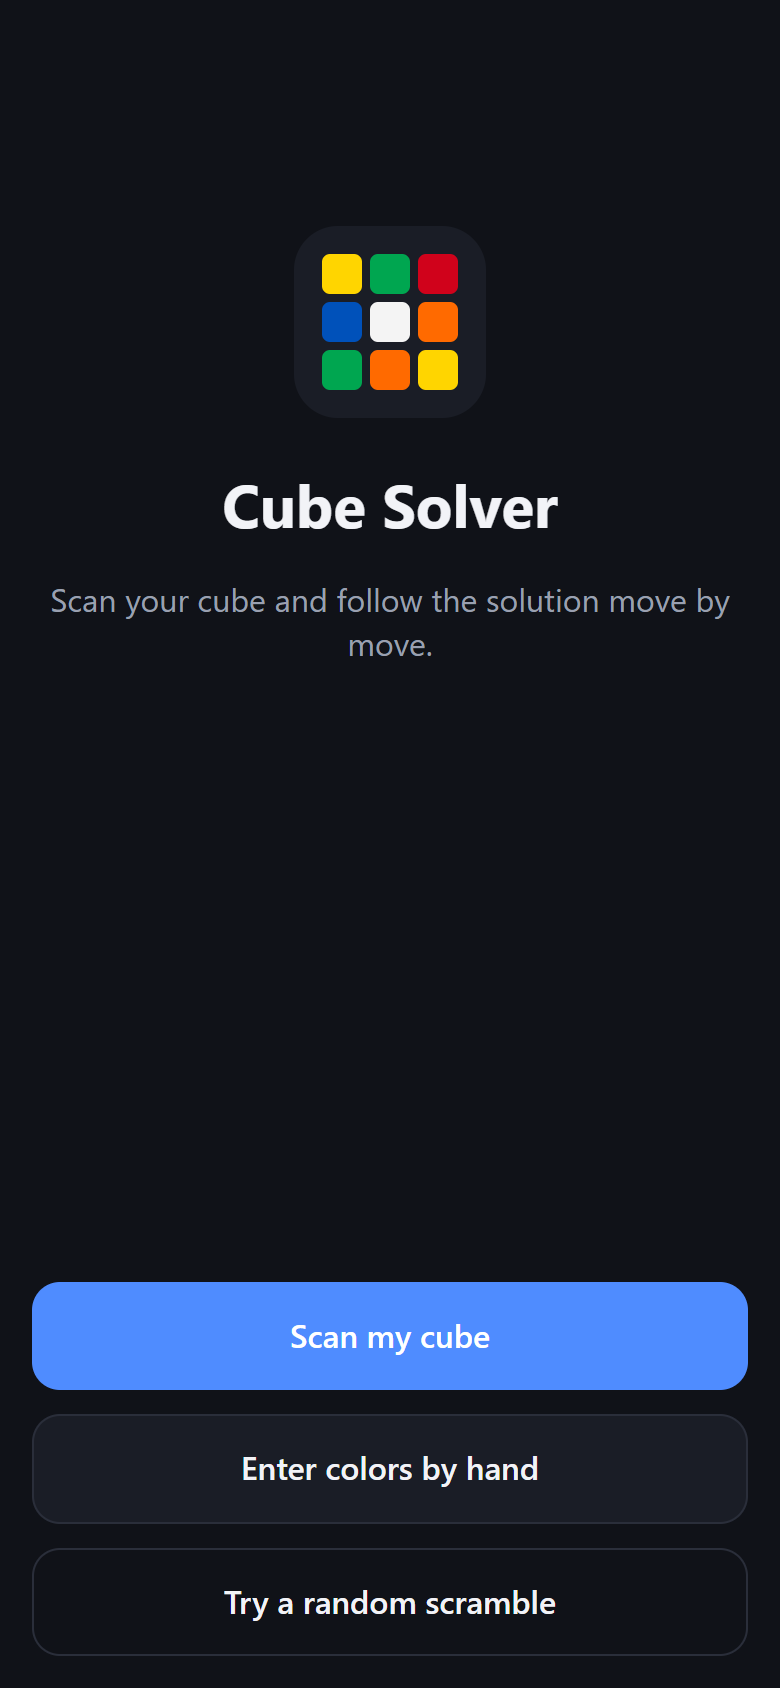 Cube Solver
Scan your cube and follow the solution move by
move.
Scan my cube
Enter colors by hand
Try a random scramble